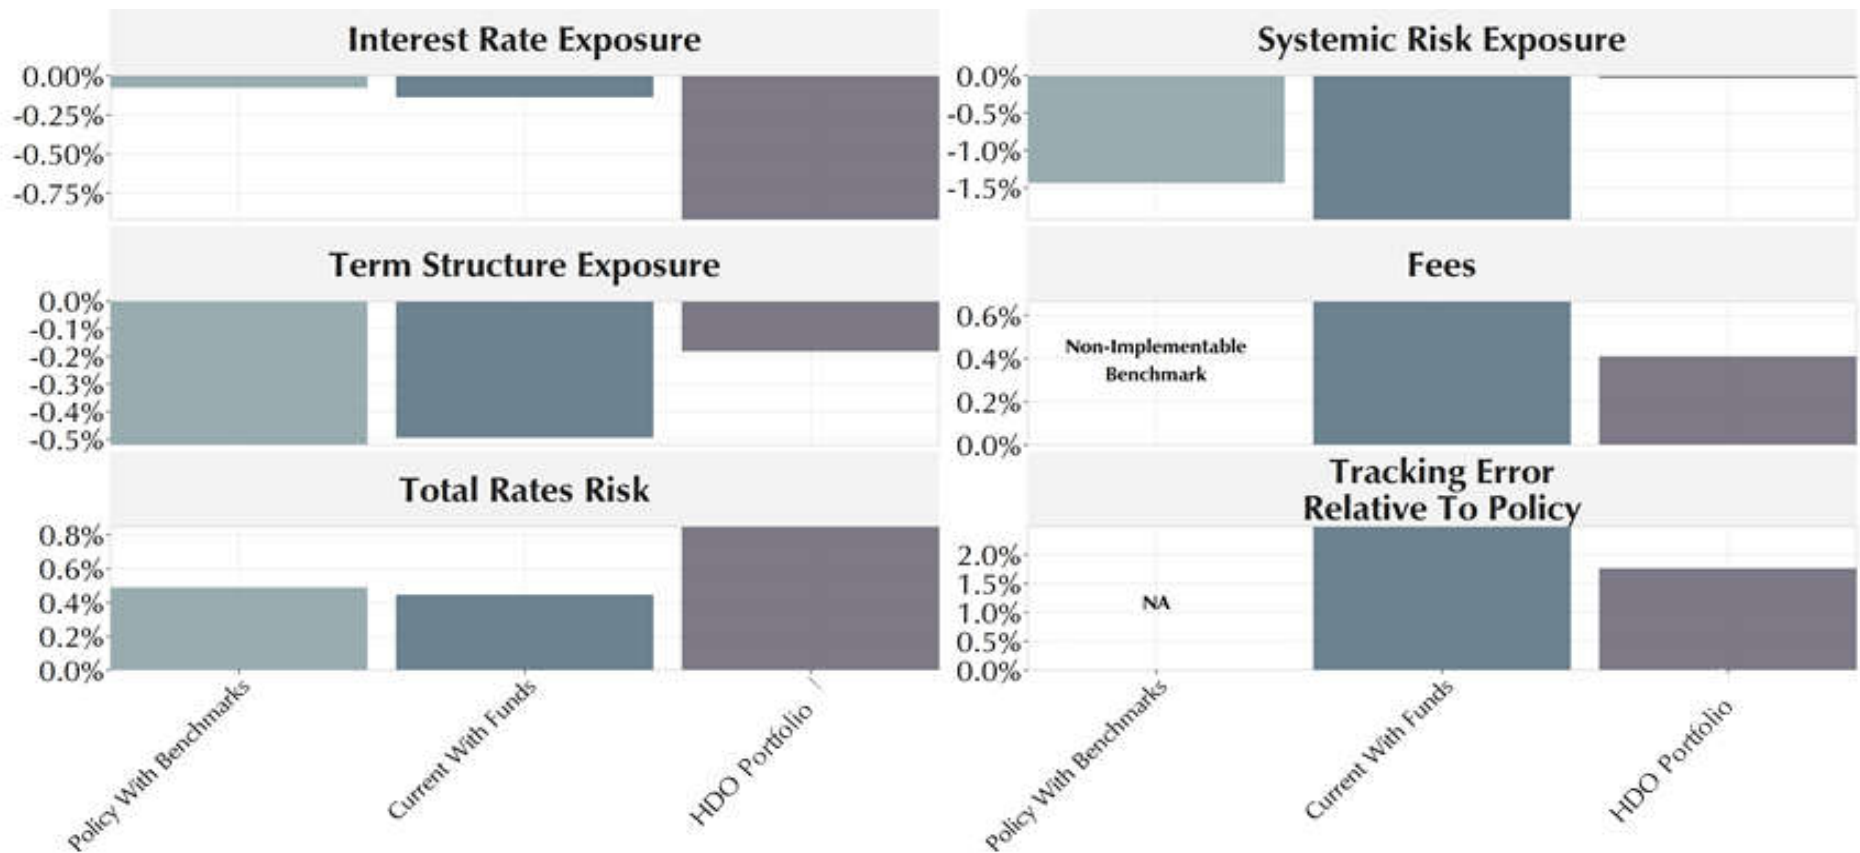 Interest Rate Exposure
0.00%
-0.25%
-0.50%
-0.75%
Systemic Risk Exposure
0.0%
-0.5%
-1.0%
-1.5%
Term Structure Exposure
0.0%
-0.1%
-0.2%
-0.3%
-0.4%
-0.5%
Fees
0.6%
0.4%
0.2%
0.0%
Non-Implementable
Benchmark
Total Rates Risk
0.8%
0.6%
0.4%
0.2%
0.0%
Policy With Benchmarks
Current With Funds
HDO Portfolio
Tracking Error
Relative To Policy
2.0%
1.5%
1.0%
0.5%
0.0%
NA
Policy With Benchmarks
Current With Funds
HDO Portfolio